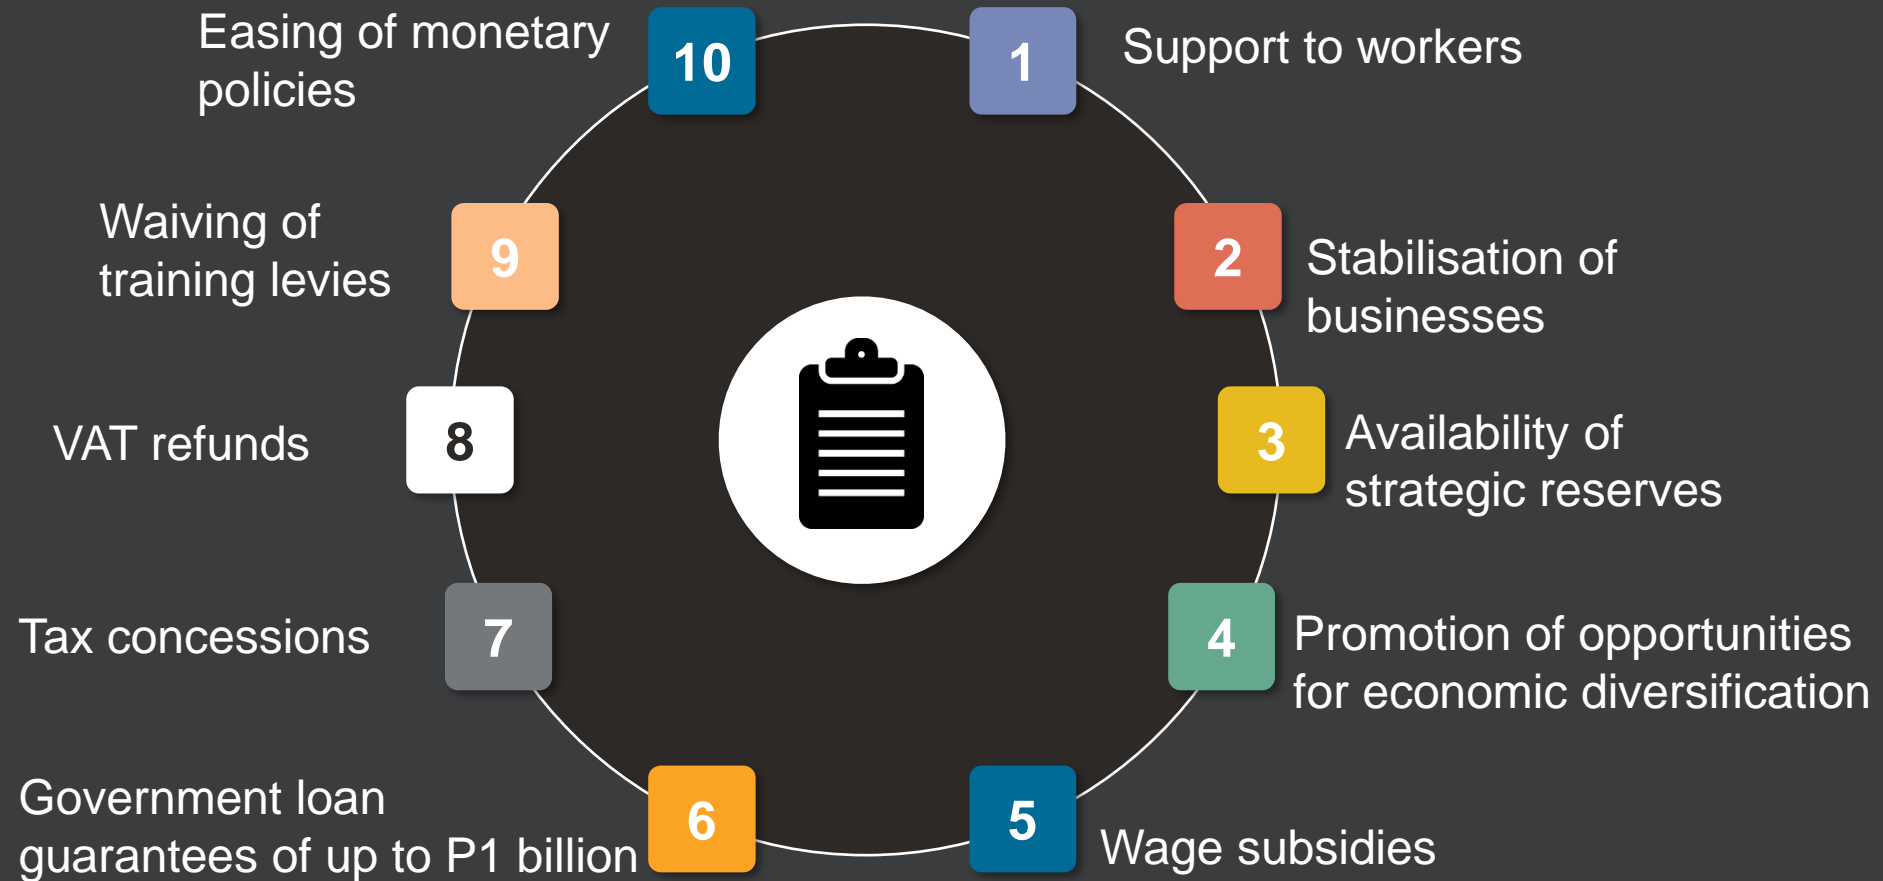 1
Support to workers
2
Stabilisation of
businesses
3
Availability of
strategic reserves
4
Promotion of opportunities
for economic diversification
5
Wage subsidies
6
Government loan
guarantees of up to P1 billion
7
Tax concessions
8
VAT refunds
9
Waiving of
training levies
10
Easing of monetary
policies